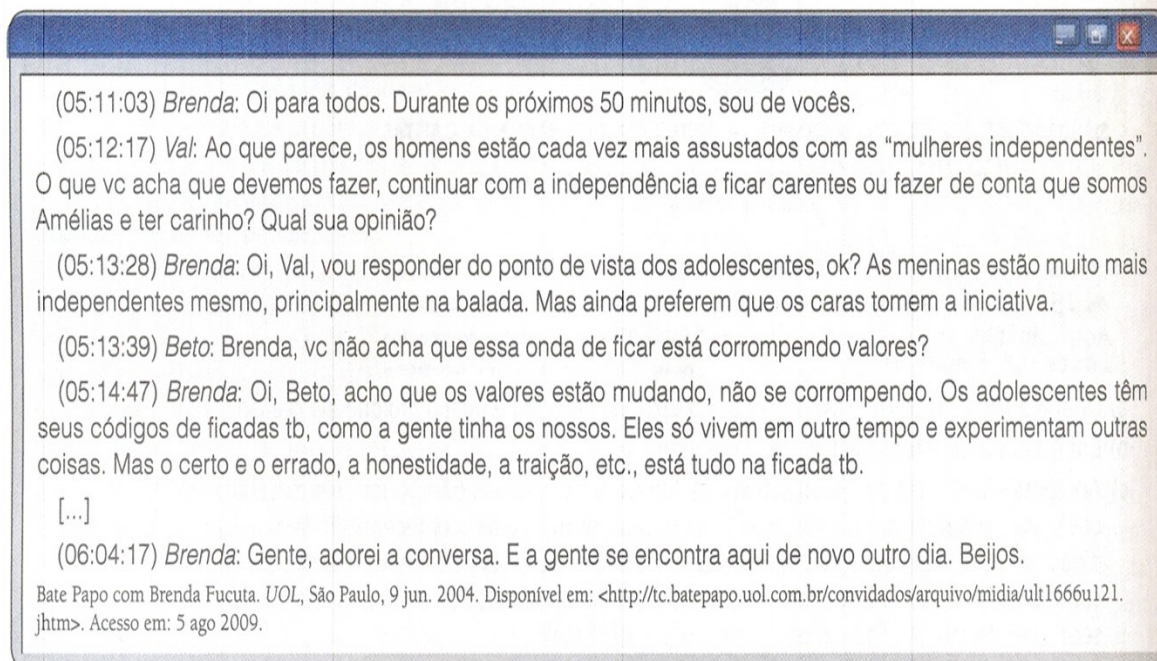 (05:11:03) Brenda: Oi para todos. Durante os próximos 50 minutos, sou de vocês.
(05:12:17) Val: Ao que parece, os homens estão cada vez mais assustados com as “mulheres independentes”.
O que vc acha que devemos fazer, continuar com a independência e ficar carentes ou fazer de conta que somos
Amélias e ter carinho? Qual sua opinião?
(05:13:28) Brenda: Oi, Val, vou responder do ponto de vista dos adolescentes, ok? As meninas estão muito mais
independentes mesmo, principalmente na balada. Mas ainda preferem que os caras tomem a iniciativa.
(05:13:39) Beto: Brenda, vc não acha que essa onda de ficar está corrompendo valores?
(05:14:47) Brenda: Oi, Beto, acho que os valores estão mudando, não se corrompendo. Os adolescentes têm
seus códigos de ficadas tb, como a gente tinha os nossos. Eles só vivem em outro tempo e experimentam outras
coisas. Mas o certo e o errado, a honestidade, a traição, etc., está tudo na ficada tb.
[...]
(06:04:17) Brenda: Gente, adorei a conversa. E a gente se encontra aqui de novo outro dia. Beijos.
Bate Papo com Brenda Fucuta. UOL, São Paulo, 9 jun. 2004. Disponível em: <http://tc.batepapo.uol.com.br/convidados/arquivo/midia/ult1666u121.
jhtm>. Acesso em: 5 ago 2009.